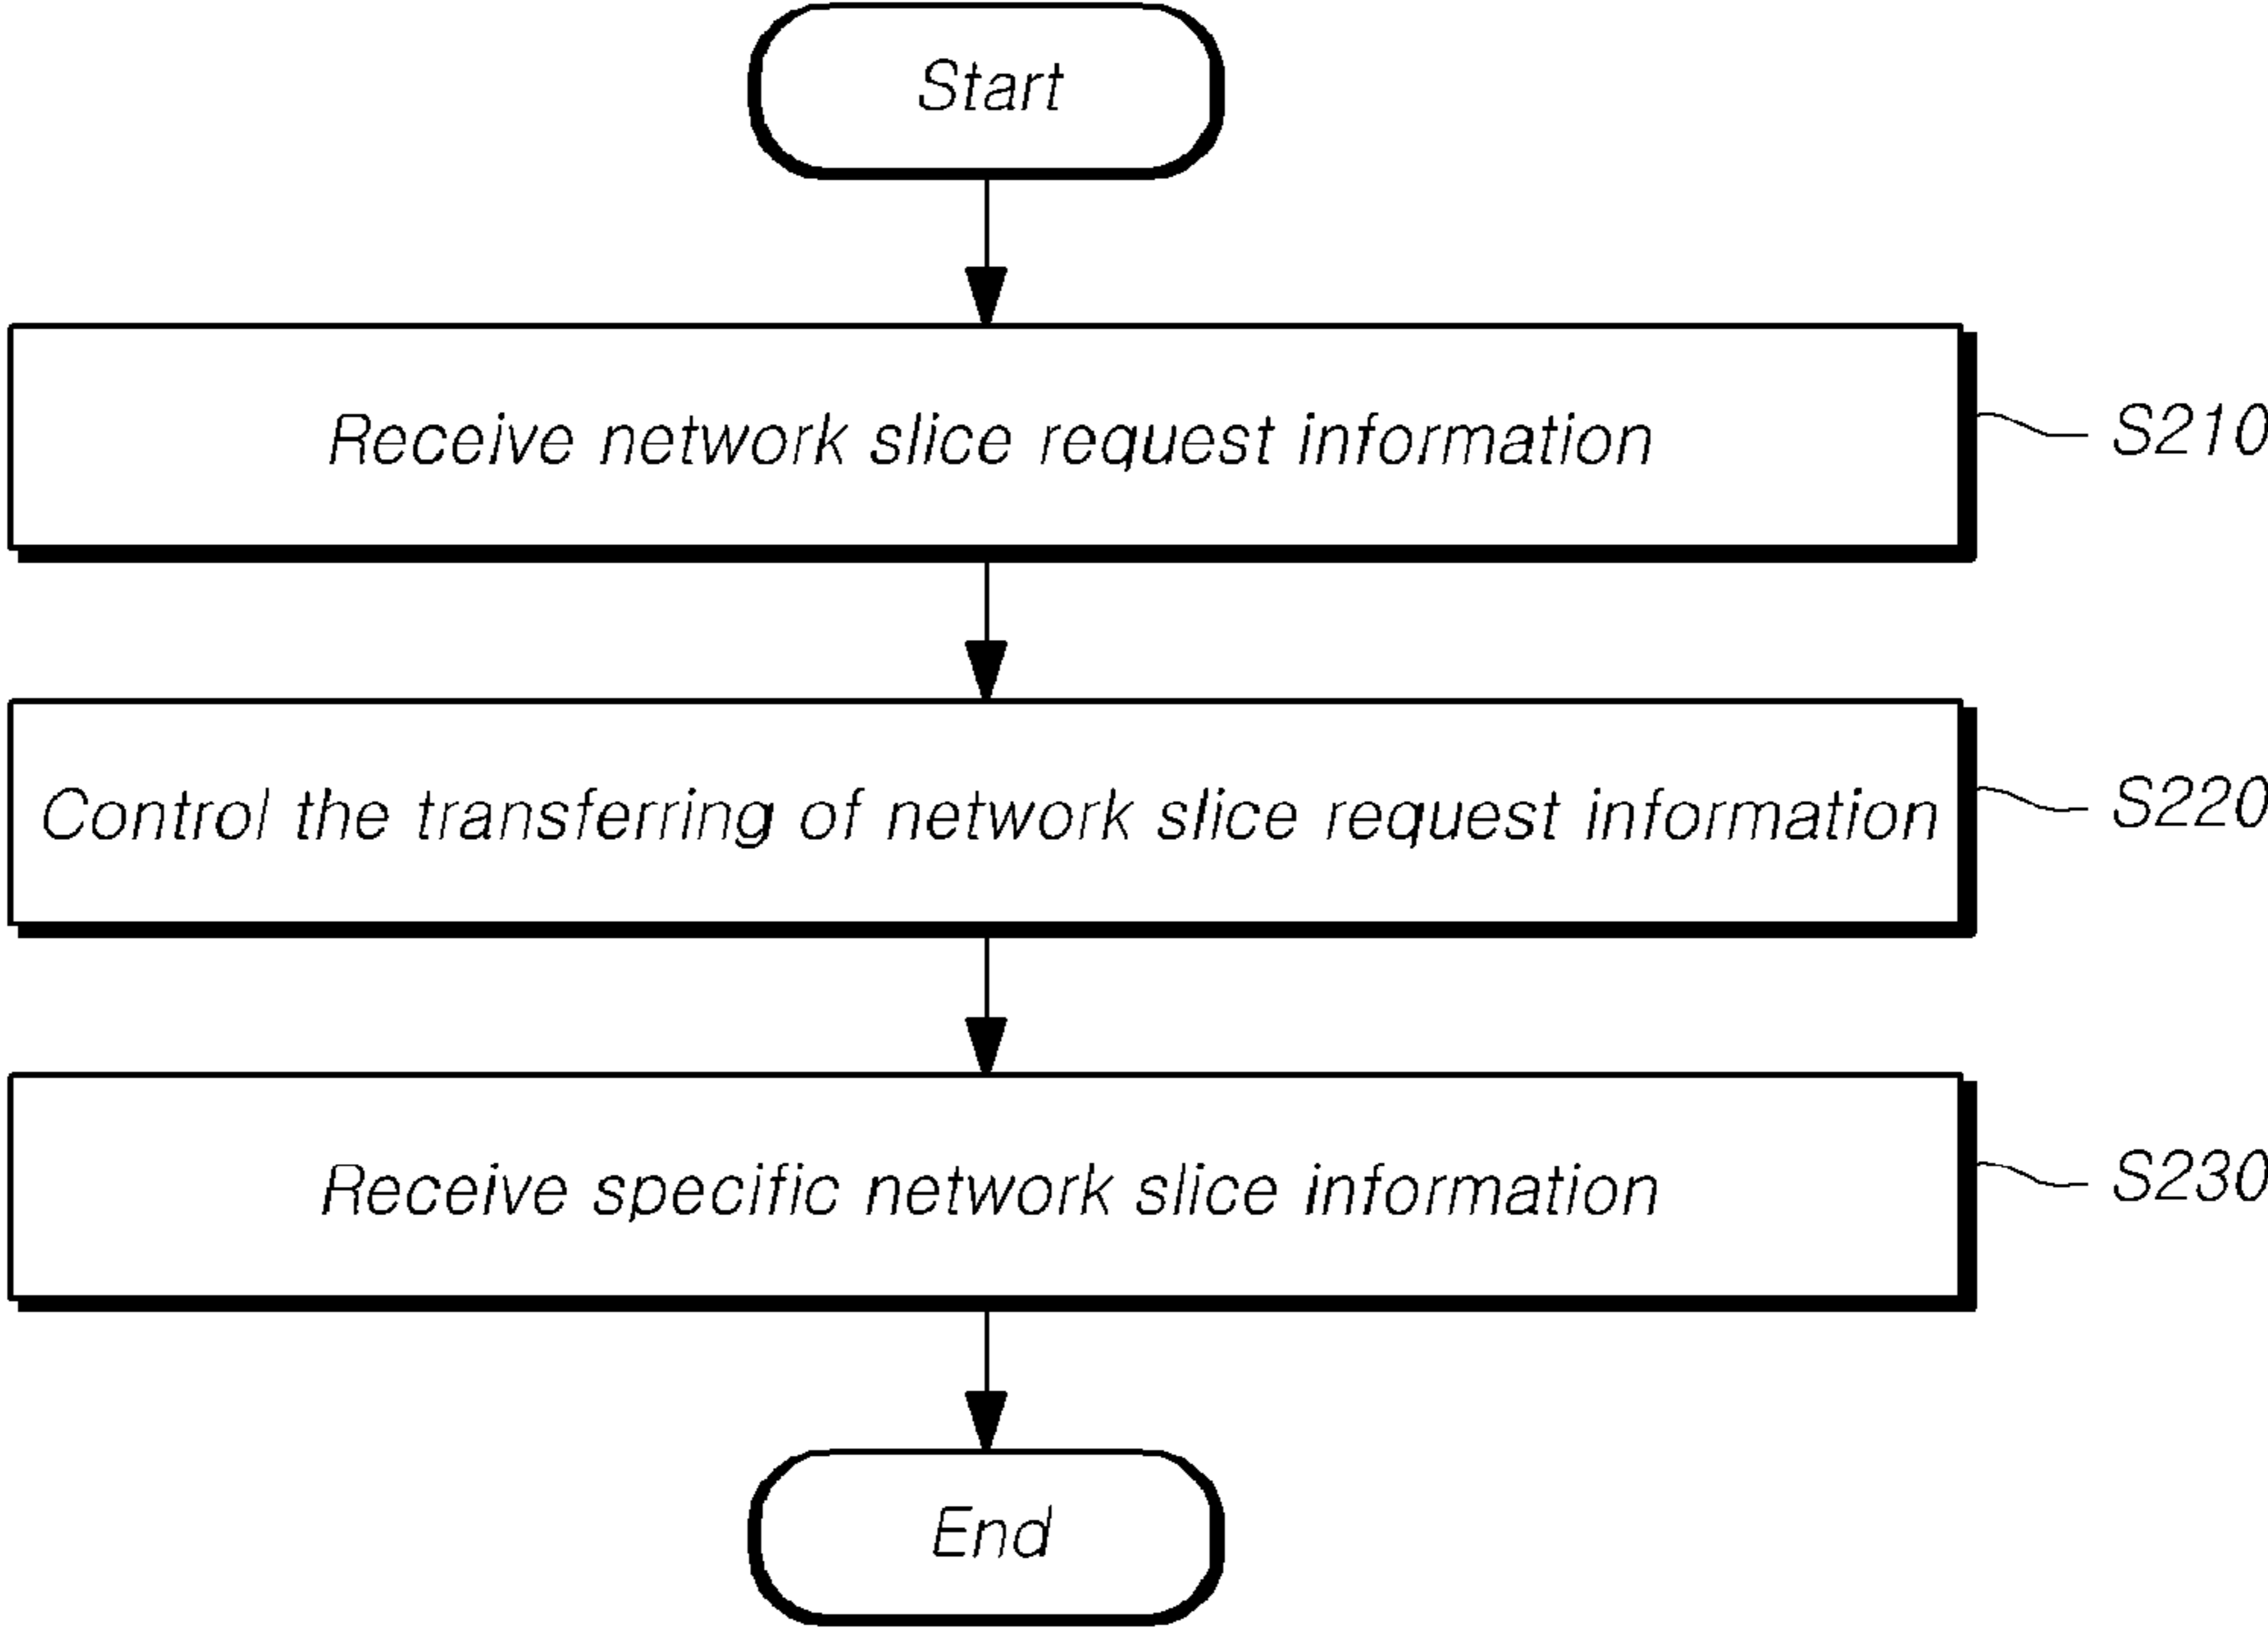 Start
Receive network slice request information
S210
Control the transferring of network slice request information
S220
Receive specific network slice information
S230
End